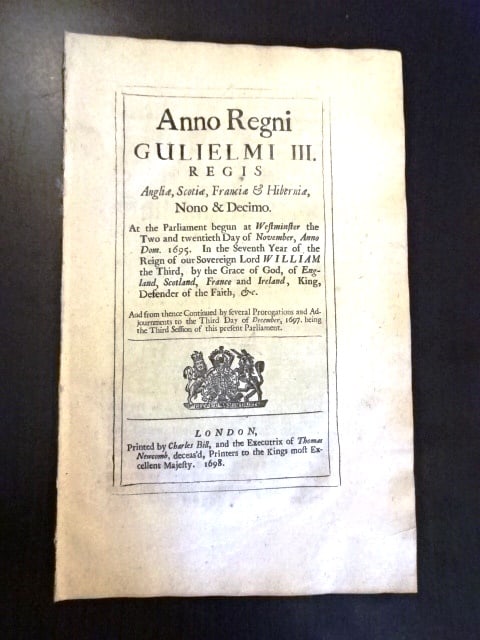 Anno Regni
GULIELMI III.
REGIS
Angliæ, Scotiæ, Franciæ & Hiberniæ,
Nono & Decimo.
At the Parliament begun at Weſtminſter the
Two and twentieth Day of November, Anno
Dom. 1695. In the Seventh Year of the
Reign of our Sovereign Lord WILLIAM
the Third, by the Grace of God, of Eng-
land, Scotland, France and Ireland, King,
Defender of the Faith, &c.
And from thence Continued by ſeveral Prorogations and Ad-
journments to the Third Day of December, 1697. being
the Third Seſſion of this preſent Parliament.
LONDON,
Printed by Charles Bill, and the Executrix of Thomas
Newcomb, deceas'd, Printers to the Kings moſt Ex-
cellent Majeſty. 1698.